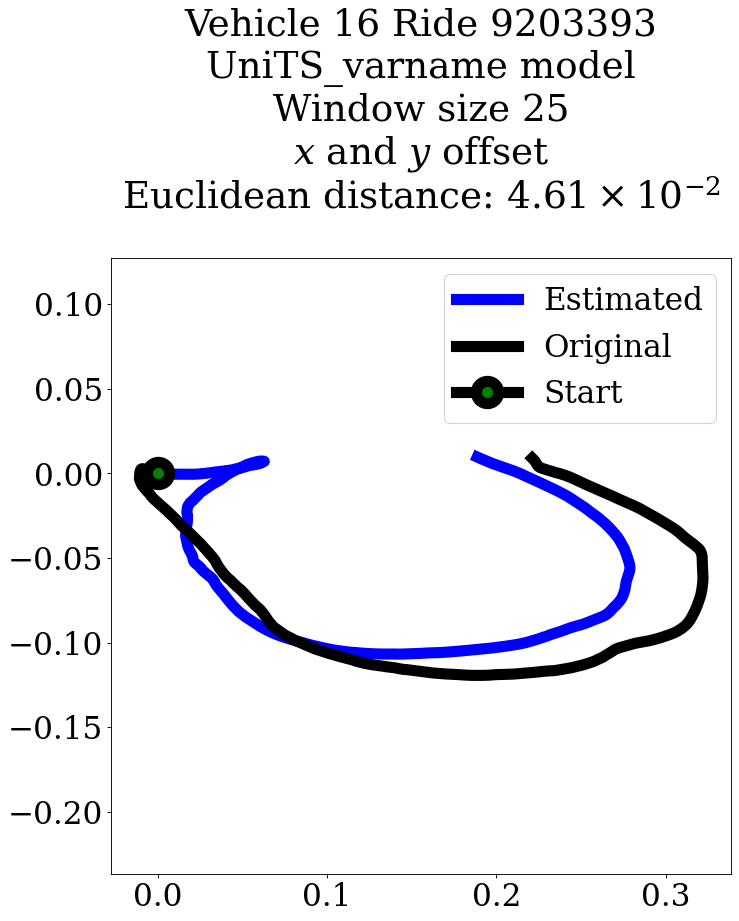 Vehicle 16 Ride 9203393
UniTS_varname model
Window size 25
x and y offset
Euclidean distance: 4.61 × 10⁻²
Estimated
Original
Start
0.10
0.05
0.00
−0.05
−0.10
−0.15
−0.20
0.0 0.1 0.2 0.3